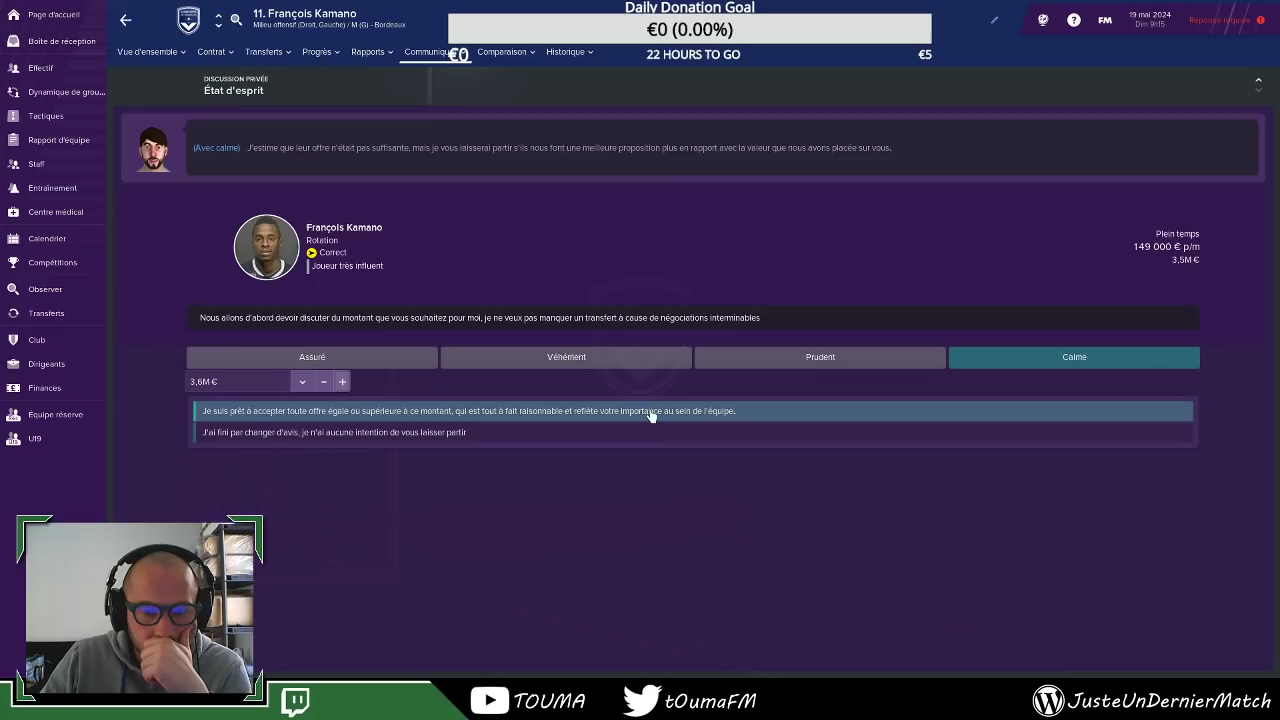 Page d'accueil
Boîte de réception
Effectif
Dynamique de grou...
Tactiques
Rapport d'équipe
Staff
Entraînement
Centre médical
Calendrier
Compétitions
Observer
Transferts
Club
Dirigeants
Finances
Équipe réserve
U19
11. François Kamano
Milieu offensif (Droit, Gauche) / M (G) - Bordeaux
Daily Donation Goal
€0 (0.00%)
€0
22 HOURS TO GO
€5
FM
19 mai 2024
Dim 9h15
Réponse requise
Vue d'ensemble
Contrat
Transferts
Progrès
Rapports
Comparaison
Historique
DISCUSSION PRIVÉE
État d'esprit
(Avec calme) J'estime que leur offre n'était pas suffisante, mais je vous laisserai partir s'ils nous font une meilleure proposition plus en rapport avec la valeur que nous avons placée sur vous.
François Kamano
Rotation
Correct
Joueur très influent
Plein temps
149 000 € p/m
3,5M €
Nous allons d'abord devoir discuter du montant que vous souhaitez pour moi, je ne veux pas manquer un transfert à cause de négociations interminables
Assuré
Véhément
Prudent
Calme
3,6M €
Je suis prêt à accepter toute offre égale ou supérieure à ce montant, qui est tout à fait raisonnable et reflète votre importance au sein de l'équipe.
J'ai fini par changer d'avis, je n'ai aucune intention de vous laisser partir
TOUMA
tOumaFM
JusteUnDernierMatch